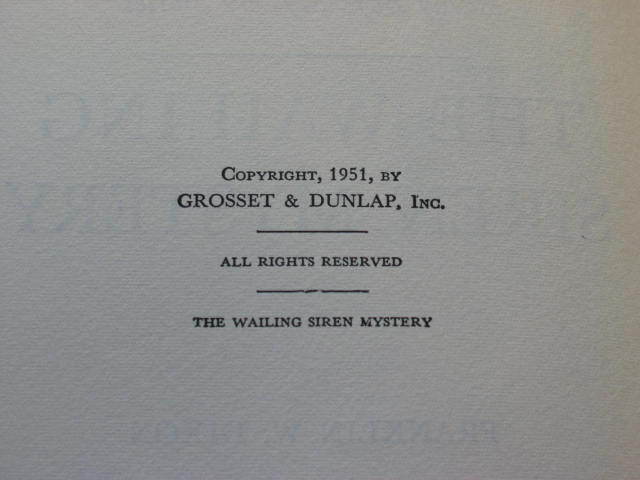 COPYRIGHT, 1951, BY
GROSSET & DUNLAP, INC.
ALL RIGHTS RESERVED
THE WAILING SIREN MYSTERY